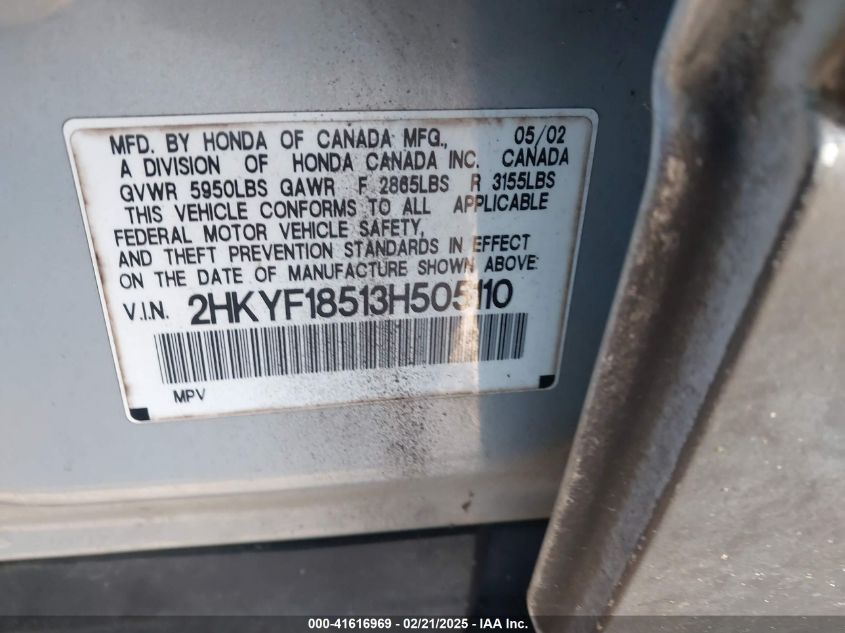 MFD. BY HONDA OF CANADA MFG., 05/02
A DIVISION OF HONDA CANADA INC. CANADA
GVWR 5950LBS GAWR F 2865LBS R 3155LBS
THIS VEHICLE CONFORMS TO ALL APPLICABLE
FEDERAL MOTOR VEHICLE SAFETY,
AND THEFT PREVENTION STANDARDS IN EFFECT
ON THE DATE OF MANUFACTURE SHOWN ABOVE.
V.I.N. 2HKYF18513H505110
MPV
000-41616969 - 02/21/2025 - IAA Inc.